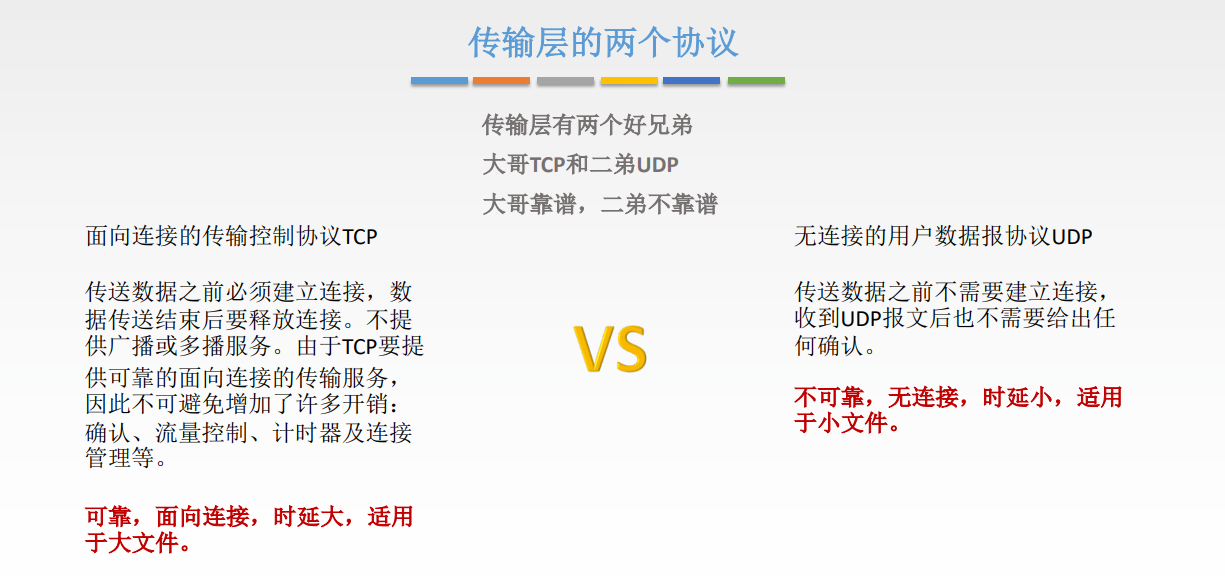 传输层的两个协议
传输层有两个好兄弟
大哥TCP和二弟UDP
大哥靠谱，二弟不靠谱
面向连接的传输控制协议TCP
传送数据之前必须建立连接，数
据传送结束后要释放连接。不提
供广播或多播服务。由于TCP要提
供可靠的面向连接的传输服务，
因此不可避免增加了许多开销：
确认、流量控制、计时器及连接
管理等。
可靠，面向连接，时延大，适用
于大文件。
VS
无连接的用户数据报协议UDP
传送数据之前不需要建立连接，
收到UDP报文后也不需要给出任
何确认。
不可靠，无连接，时延小，适用
于小文件。